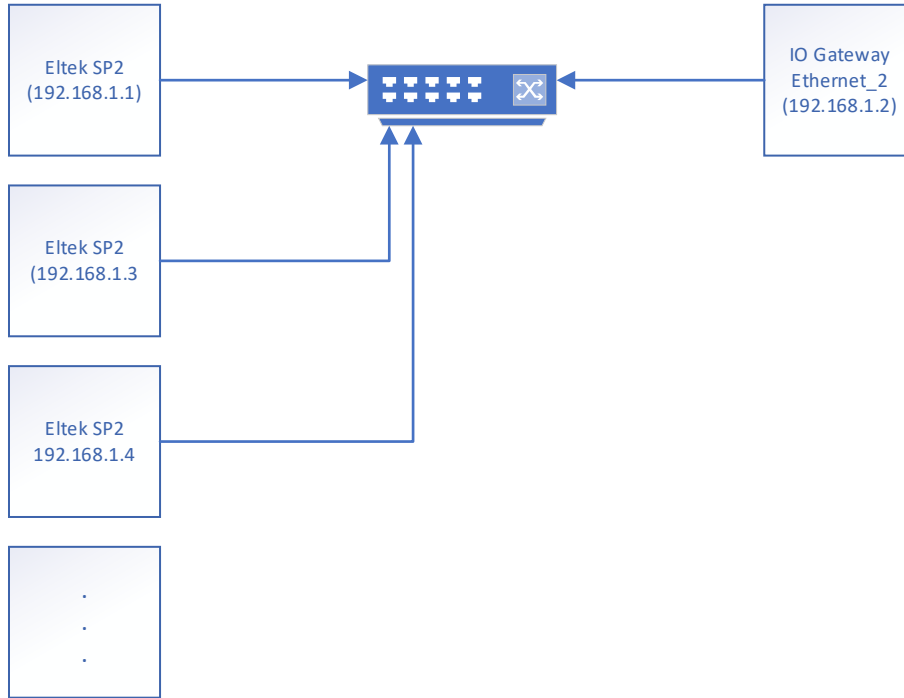 Eltek SP2
(192.168.1.1)
IO Gateway
Ethernet_2
(192.168.1.2)
Eltek SP2
(192.168.1.3
Eltek SP2
192.168.1.4
.
.
.